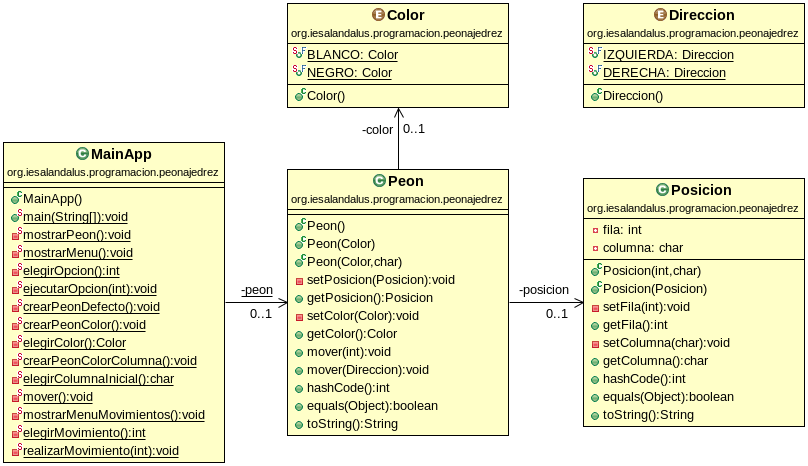 Color
org.iesalandalus.programacion.peonajedrez
BLANCO: Color
NEGRO: Color
Color()
Direccion
org.iesalandalus.programacion.peonajedrez
IZQUIERDA: Direccion
DERECHA: Direccion
Direccion()
-color
0..1
MainApp
org.iesalandalus.programacion.peonajedrez
MainApp()
main(String[]):void
mostrarPeon():void
mostrarMenu():void
elegirOpcion():int
ejecutarOpcion(int):void
crearPeonDefecto():void
crearPeonColor():void
elegirColor():Color
crearPeonColorColumna():void
elegirColumnaInicial():char
mover():void
mostrarMenuMovimientos():void
elegirMovimiento():int
realizarMovimiento(int):void
-peon
0..1
Peon
org.iesalandalus.programacion.peonajedrez
Peon()
Peon(Color)
Peon(Color,char)
setPosicion(Posicion):void
getPosicion():Posicion
setColor(Color):void
getColor():Color
mover(int):void
mover(Direccion):void
hashCode():int
equals(Object):boolean
toString():String
-posicion
0..1
Posicion
org.iesalandalus.programacion.peonajedrez
fila: int
columna: char
Posicion(int,char)
Posicion(Posicion)
setFila(int):void
getFila():int
setColumna(char):void
getColumna():char
hashCode():int
equals(Object):boolean
toString():String